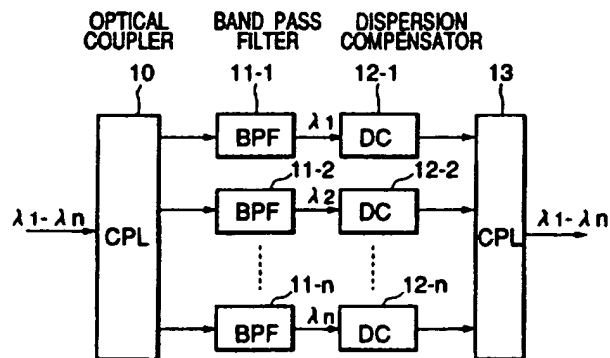 OPTICAL COUPLER
BAND PASS FILTER
DISPERSION COMPENSATOR
10
11-1
12-1
13
λ1-λn
CPL
BPF
λ1
DC
11-2
BPF
λ2
12-2
DC
11-n
BPF
λn
12-n
DC
CPL
λ1-λn